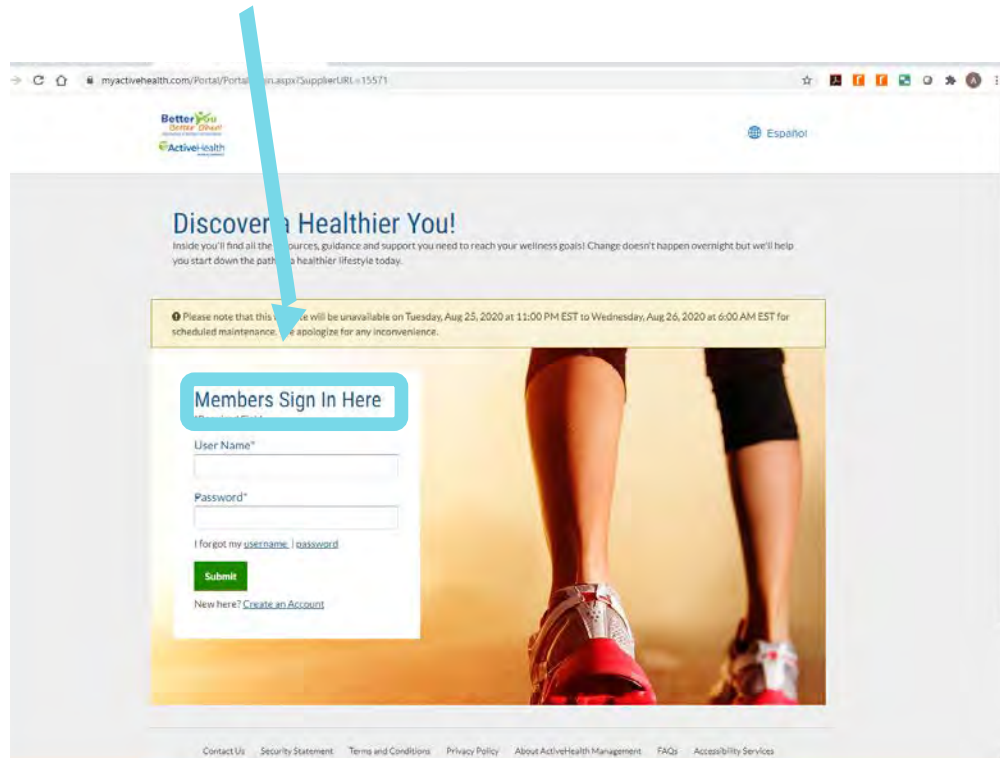 myactivehealth.com/Portal/Portal in.aspx?SupplierURL=15571
Better You
Better Ohio!
ActiveHealth
Español
Discover a Healthier You!
Inside you'll find all the resources, guidance and support you need to reach your wellness goals! Change doesn't happen overnight but we'll help
you start down the path a healthier lifestyle today.
Please note that this te will be unavailable on Tuesday, Aug 25, 2020 at 11:00 PM EST to Wednesday, Aug 26, 2020 at 6:00 AM EST for
scheduled maintenance. apologize for any inconvenience.
Members Sign In Here
User Name*
Password*
I forgot my username | password
Submit
New here? Create an Account
Contact Us Security Statement Terms and Conditions Privacy Policy About ActiveHealth Management FAQs Accessibility Services